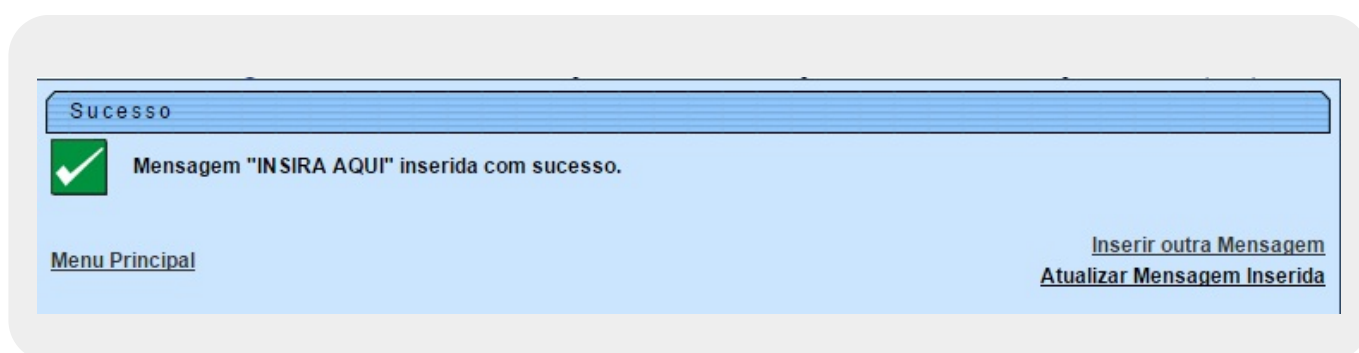 Sucesso
Mensagem "INSIRA AQUI" inserida com sucesso.
Inserir outra Mensagem
Menu Principal
Atualizar Mensagem Inserida